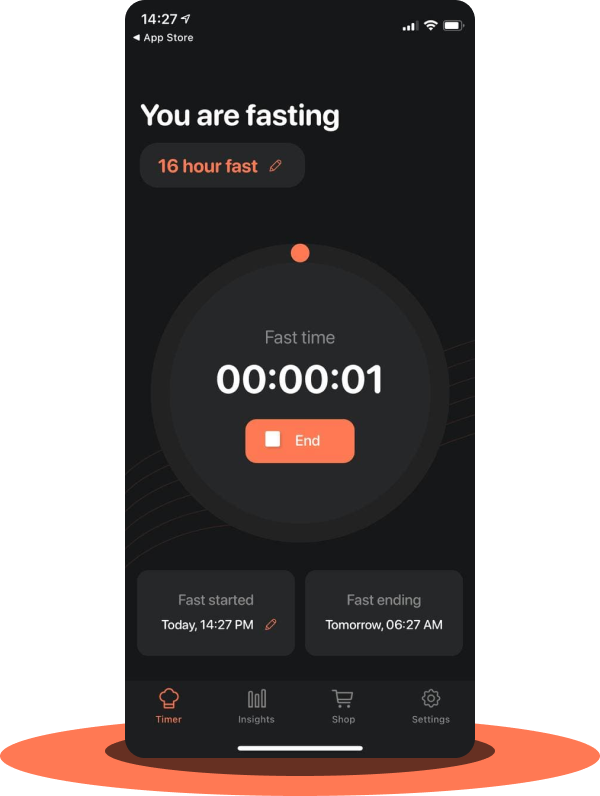 14:27
◀ App Store
You are fasting
16 hour fast
Fast time
00:00:01
End
Fast started
Fast ending
Today, 14:27 PM
Tomorrow, 06:27 AM
Timer
Insights
Shop
Settings